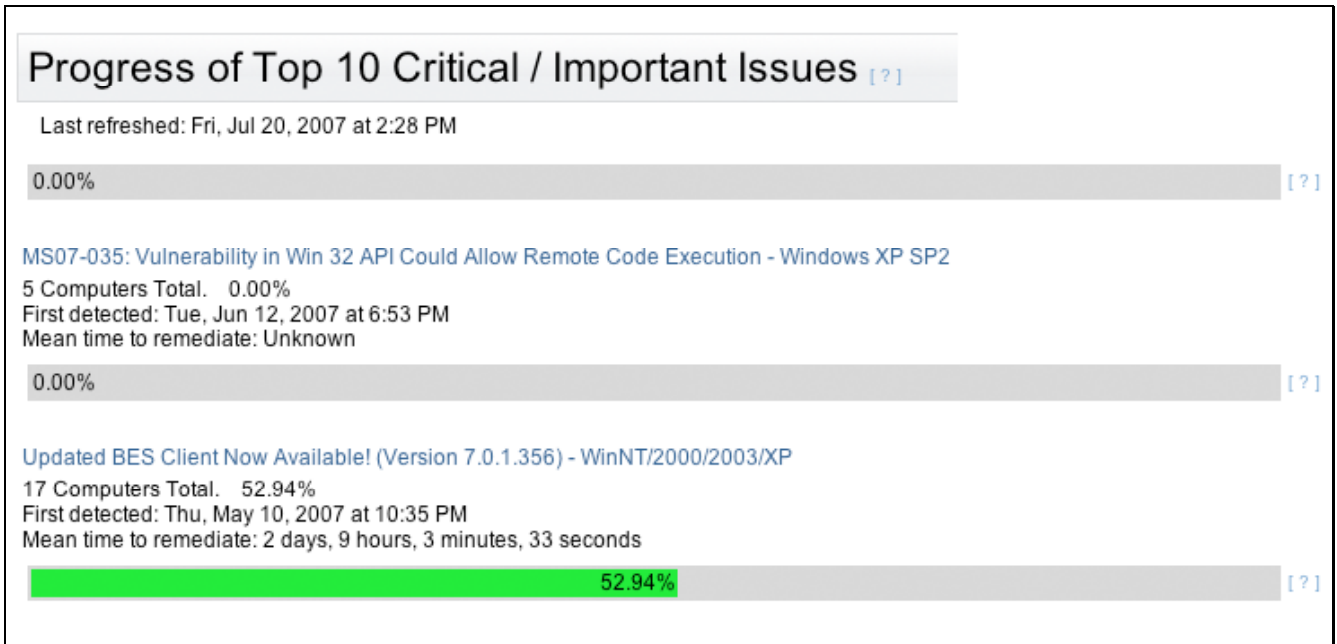 Progress of Top 10 Critical / Important Issues [ ? ]
Last refreshed: Fri, Jul 20, 2007 at 2:28 PM
0.00% [ ? ]
MS07-035: Vulnerability in Win 32 API Could Allow Remote Code Execution - Windows XP SP2
5 Computers Total. 0.00%
First detected: Tue, Jun 12, 2007 at 6:53 PM
Mean time to remediate: Unknown
0.00% [ ? ]
Updated BES Client Now Available! (Version 7.0.1.356) - WinNT/2000/2003/XP
17 Computers Total. 52.94%
First detected: Thu, May 10, 2007 at 10:35 PM
Mean time to remediate: 2 days, 9 hours, 3 minutes, 33 seconds
52.94% [ ? ]